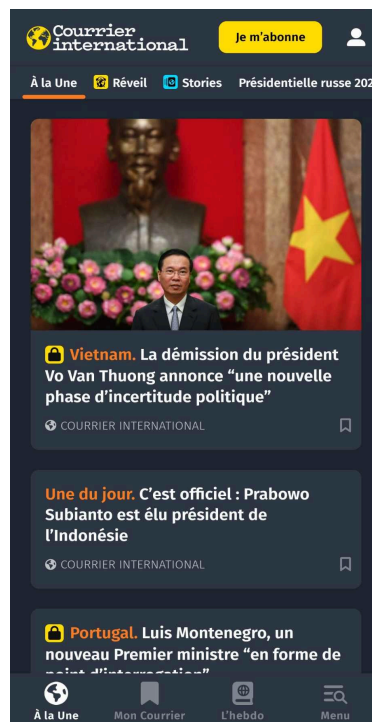 Courrier
international
Je m'abonne
À la Une
Réveil
Stories
Présidentielle russe 202
Vietnam. La démission du président
Vo Van Thuong annonce “une nouvelle
phase d'incertitude politique”
COURRIER INTERNATIONAL
Une du jour. C'est officiel : Prabowo
Subianto est élu président de
l'Indonésie
COURRIER INTERNATIONAL
Portugal. Luis Montenegro, un
nouveau Premier ministre “en forme de
point d'interrogation”
À la Une
Mon Courrier
L'hebdo
Menu